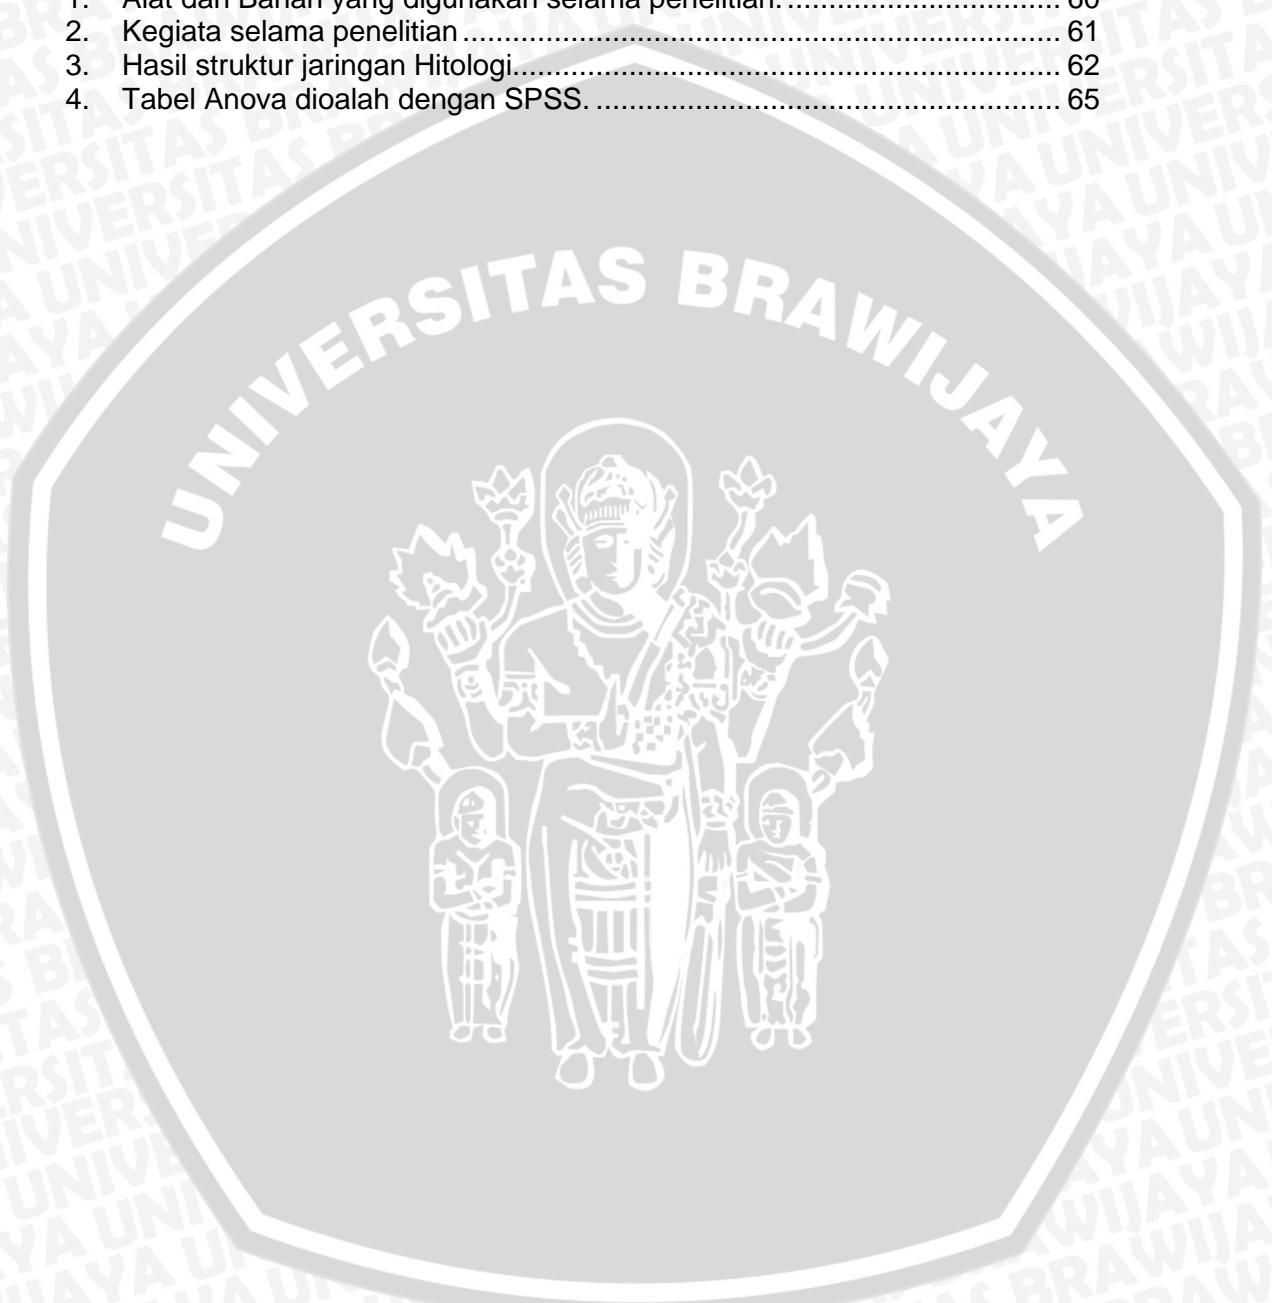 1. Alat dan Bahan yang digunakan selama penelitian. ................................. 60
2. Kegiata selama penelitian ......................................................................... 61
3. Hasil struktur jaringan Hitologi................................................................... 62
4. Tabel Anova dioalah dengan SPSS. ......................................................... 65
UNIVERSITAS BRAWIJAYA